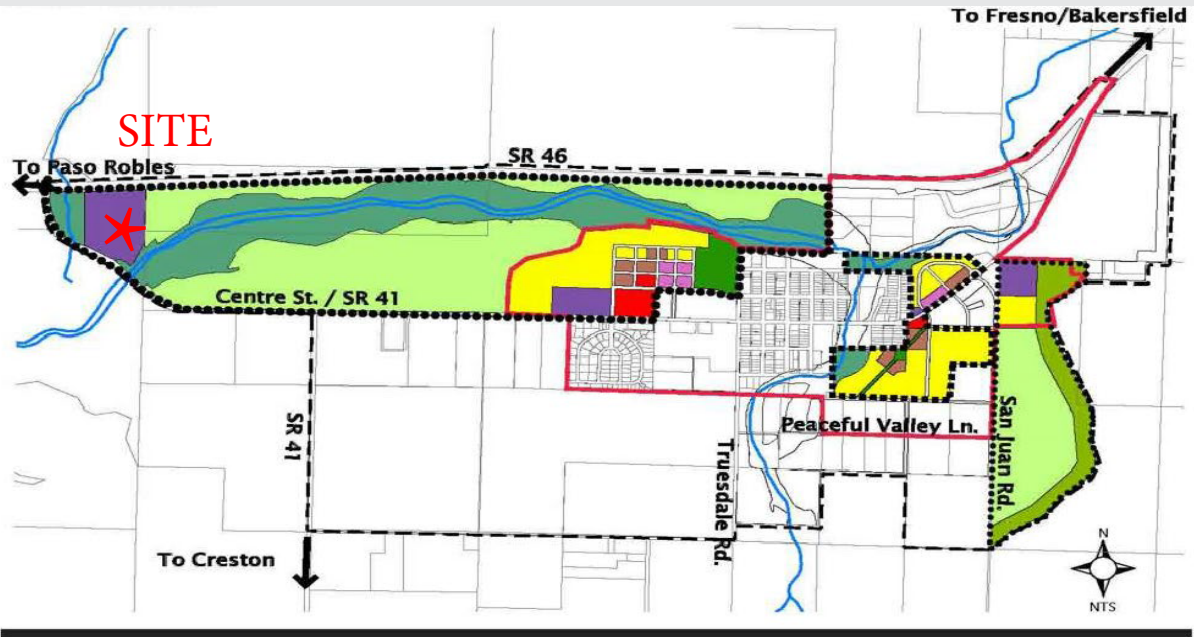 To Fresno/Bakersfield
SITE
To Paso Robles
SR 46
Centre St. / SR 41
SR 41
San Juan Rd.
Peaceful Valley Ln.
Truesdale Rd.
To Creston
N
NTS